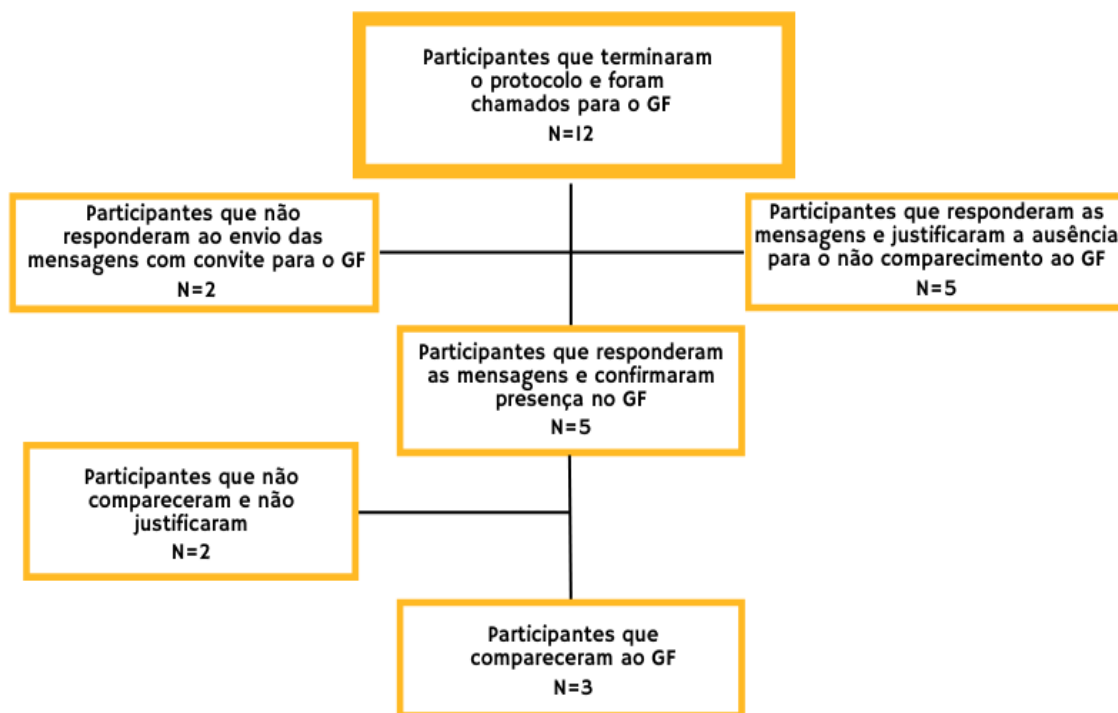 Participantes que terminaram
o protocolo e foram
chamados para o GF
N=12
Participantes que não
responderam ao envio das
mensagens com convite para o GF
N=2
Participantes que responderam as
mensagens e justificaram a ausência
para o não comparecimento ao GF
N=5
Participantes que responderam
as mensagens e confirmaram
presença no GF
N=5
Participantes que não
compareceram e não
justificaram
N=2
Participantes que
compareceram ao GF
N=3